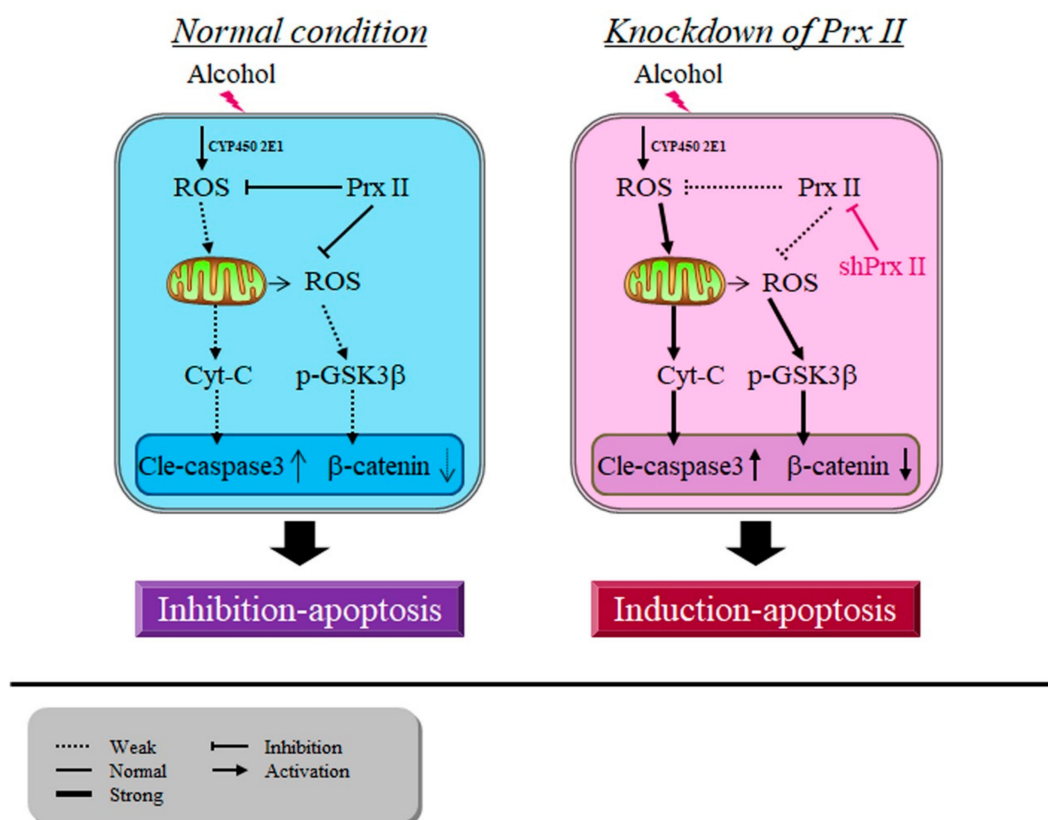 Normal condition
Alcohol
CYP450 2E1
ROS
Prx II
ROS
Cyt-C
p-GSK3β
Cle-caspase3
β-catenin
Inhibition-apoptosis
Knockdown of Prx II
Alcohol
CYP450 2E1
ROS
Prx II
shPrx II
ROS
Cyt-C
p-GSK3β
Cle-caspase3
β-catenin
Induction-apoptosis
Weak
Normal
Strong
Inhibition
Activation